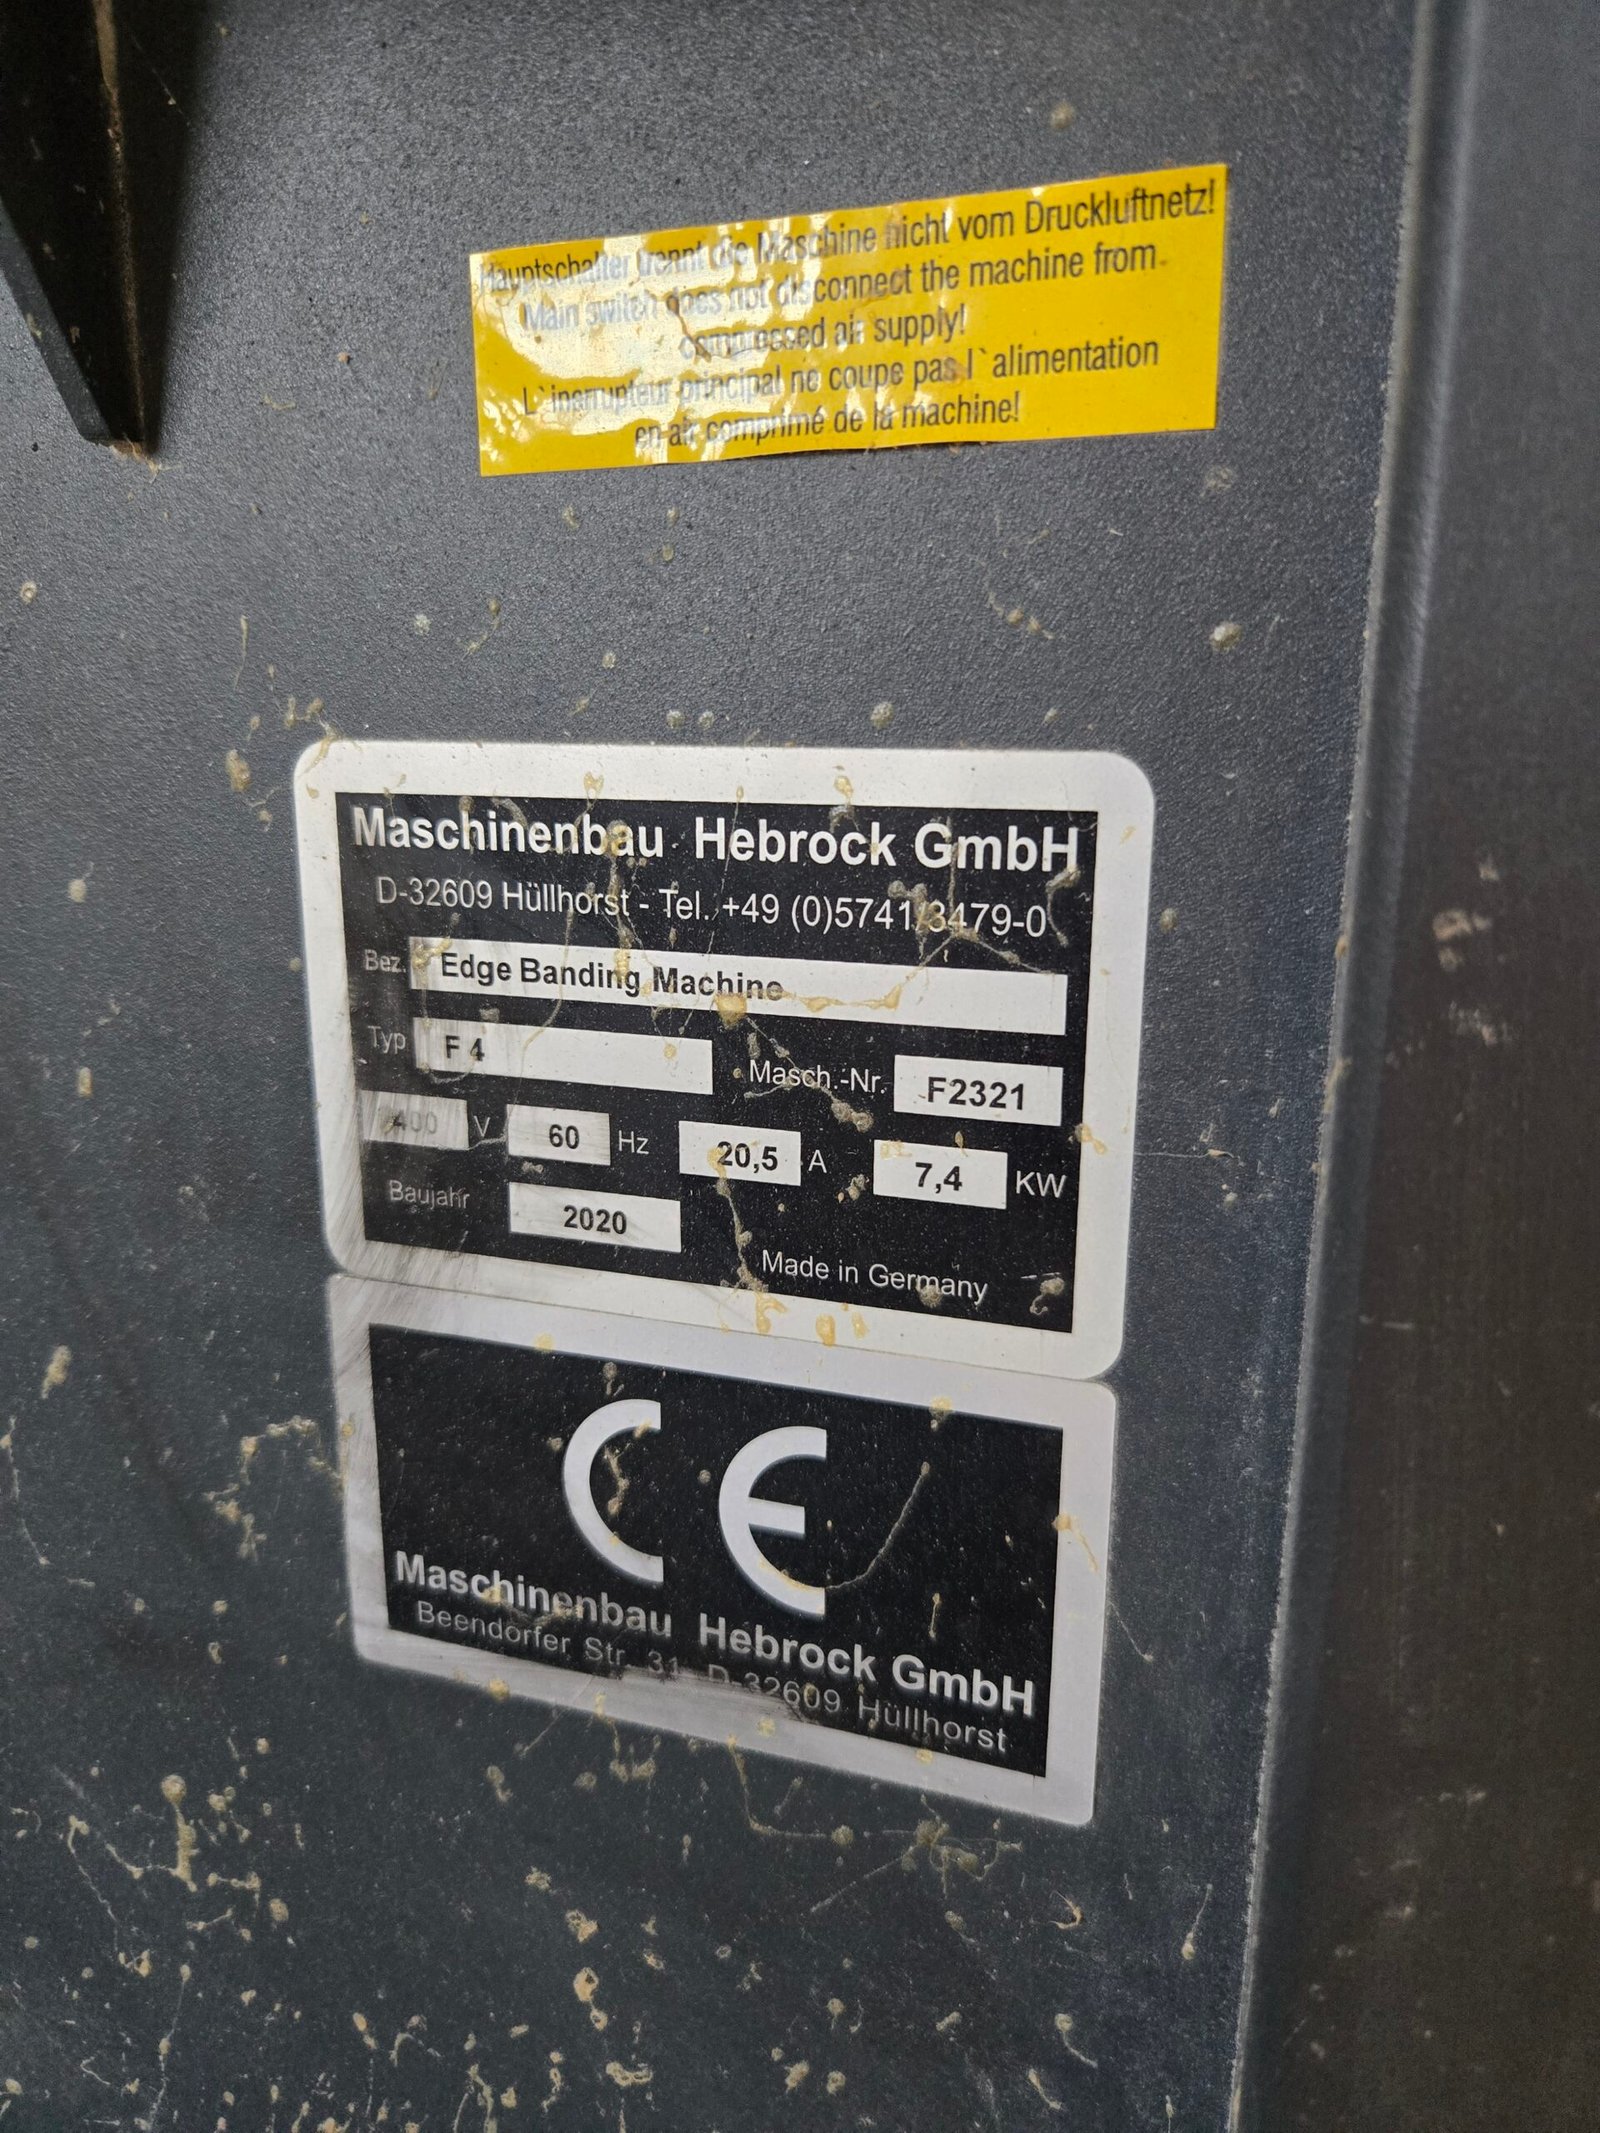 Hauptschalter trennt die Maschine nicht vom Druckluftnetz!
Main switch does not disconnect the machine from
compressed air supply!
L`inerrupteur principal ne coupe pas l`alimentation
en air comprimé de la machine!
Maschinenbau Hebrock GmbH
D-32609 Hüllhorst - Tel. +49 (0)5741/3479-0
Bez. Edge Banding Machine
Typ F 4 Masch.-Nr. F2321
400 V 60 Hz 20,5 A 7,4 KW
Baujahr 2020
Made in Germany
CE
Maschinenbau Hebrock GmbH
Beendorfer Str. 31 D-32609 Hüllhorst